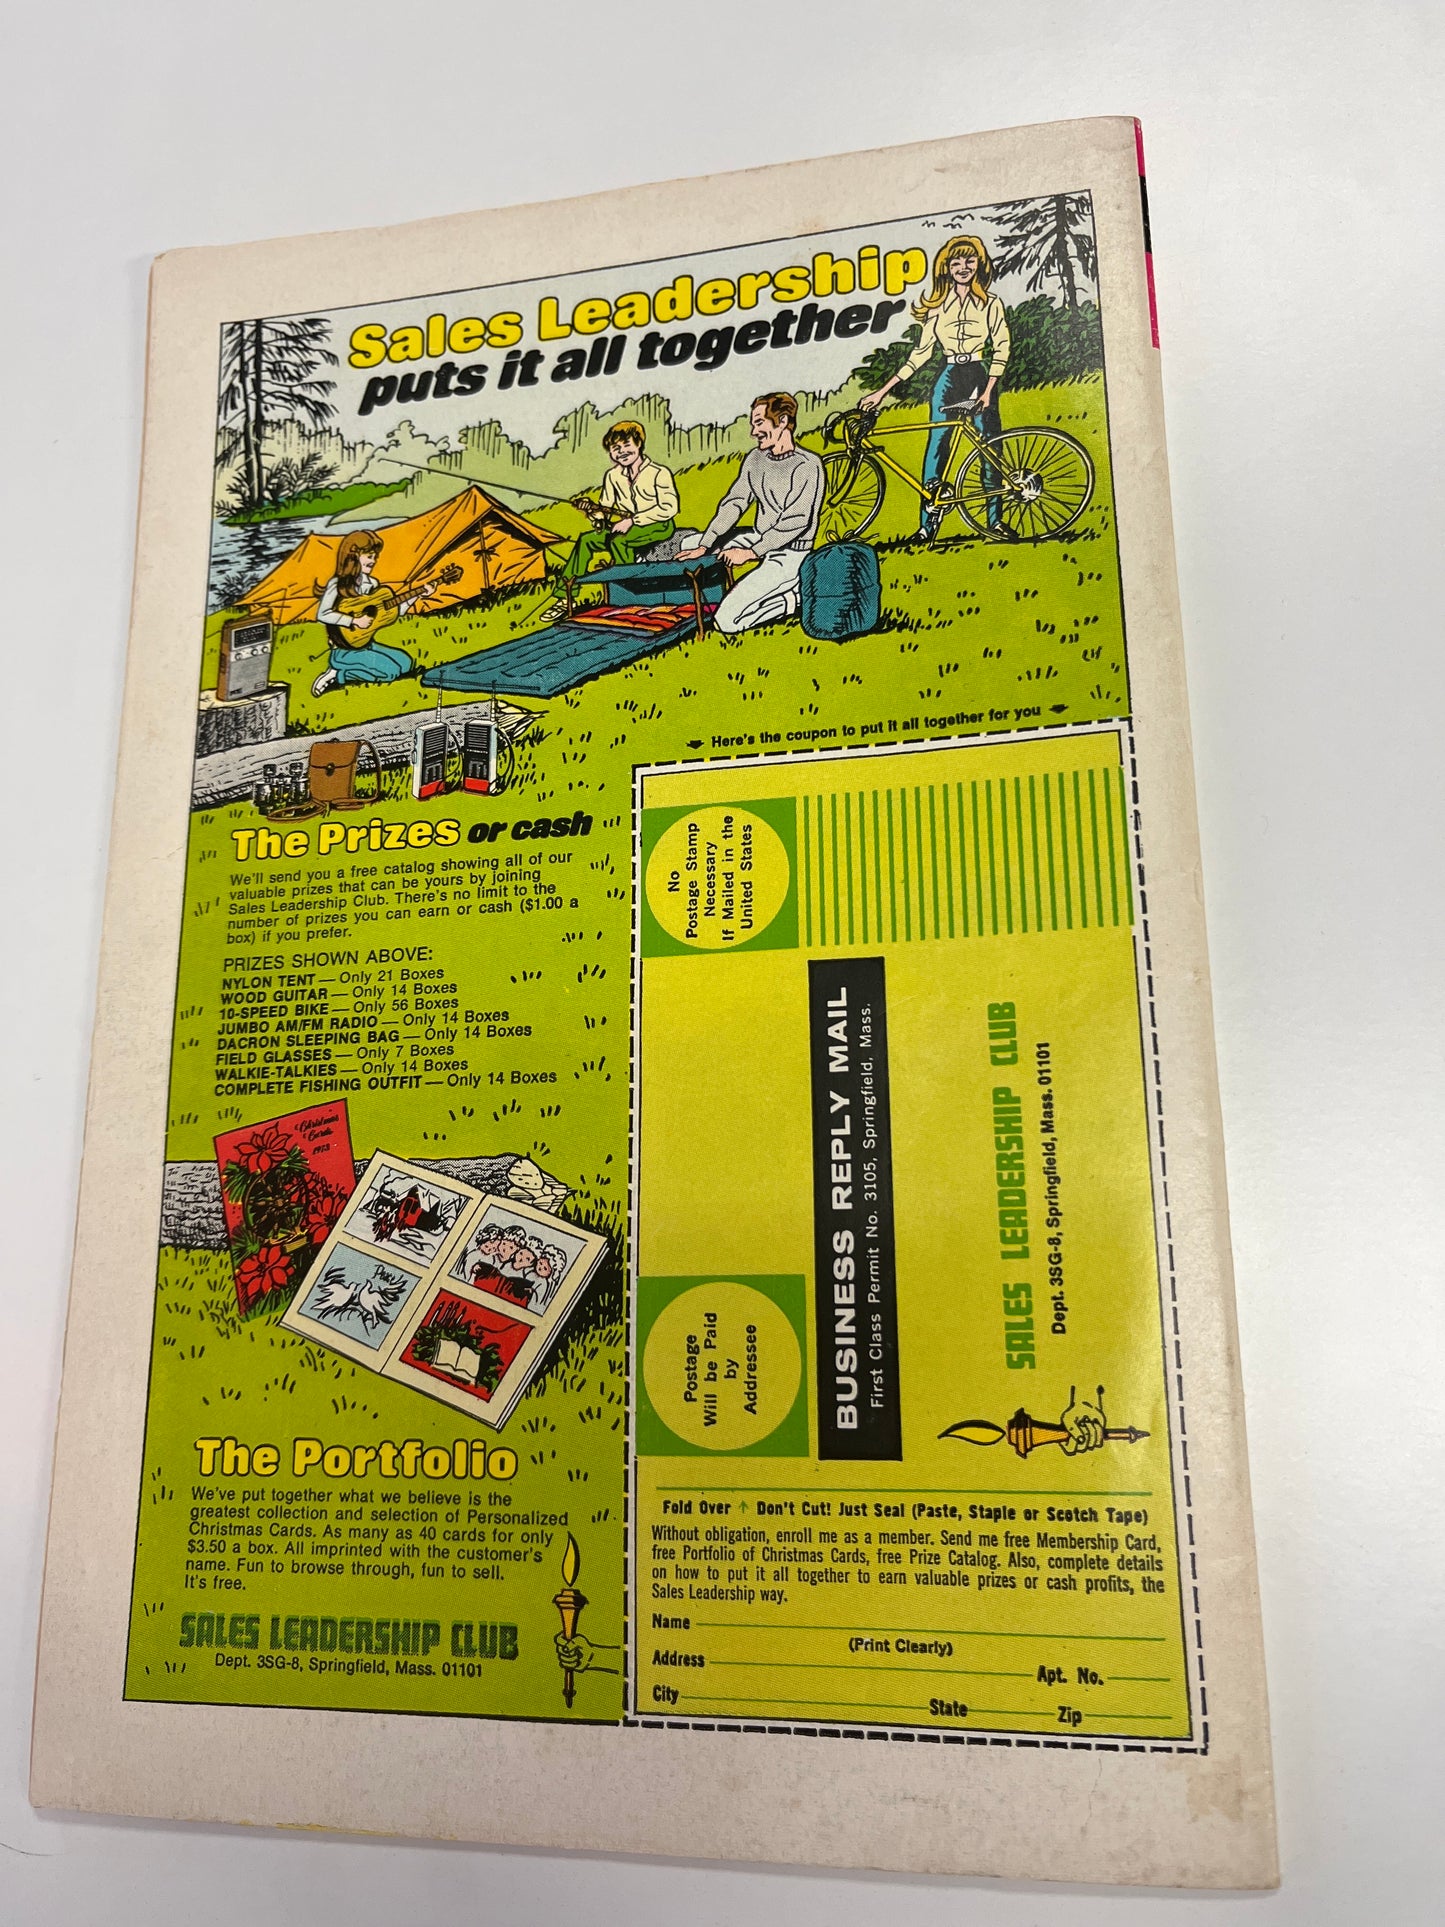 Sales Leadership
puts it all together
Here's the coupon to put it all together for you
The Prizes or cash
We'll send you a free catalog showing all of our
valuable prizes that can be yours by joining
Sales Leadership Club. There's no limit to the
number of prizes you can earn or cash ($1.00 a
box) if you prefer.
PRIZES SHOWN ABOVE:
NYLON TENT — Only 21 Boxes
WOOD GUITAR — Only 14 Boxes
10-SPEED BIKE — Only 56 Boxes
JUMBO AM/FM RADIO — Only 14 Boxes
DACRON SLEEPING BAG — Only 14 Boxes
FIELD GLASSES — Only 7 Boxes
WALKIE-TALKIES — Only 14 Boxes
COMPLETE FISHING OUTFIT — Only 14 Boxes
Christmas
Cards
1973
Peace
The Portfolio
We've put together what we believe is the
greatest collection and selection of Personalized
Christmas Cards. As many as 40 cards for only
$3.50 a box. All imprinted with the customer's
name. Fun to browse through, fun to sell.
It's free.
SALES LEADERSHIP CLUB
Dept. 3SG-8, Springfield, Mass. 01101
No
Postage Stamp
Necessary
If Mailed in the
United States
Postage
Will be Paid
by
Addressee
BUSINESS REPLY MAIL
First Class Permit No. 3105, Springfield, Mass.
SALES LEADERSHIP CLUB
Dept. 3SG-8, Springfield, Mass. 01101
Fold Over ↑ Don't Cut! Just Seal (Paste, Staple or Scotch Tape)
Without obligation, enroll me as a member. Send me free Membership Card,
free Portfolio of Christmas Cards, free Prize Catalog. Also, complete details
on how to put it all together to earn valuable prizes or cash profits, the
Sales Leadership way.
Name
(Print Clearly)
Address Apt. No.
City State Zip